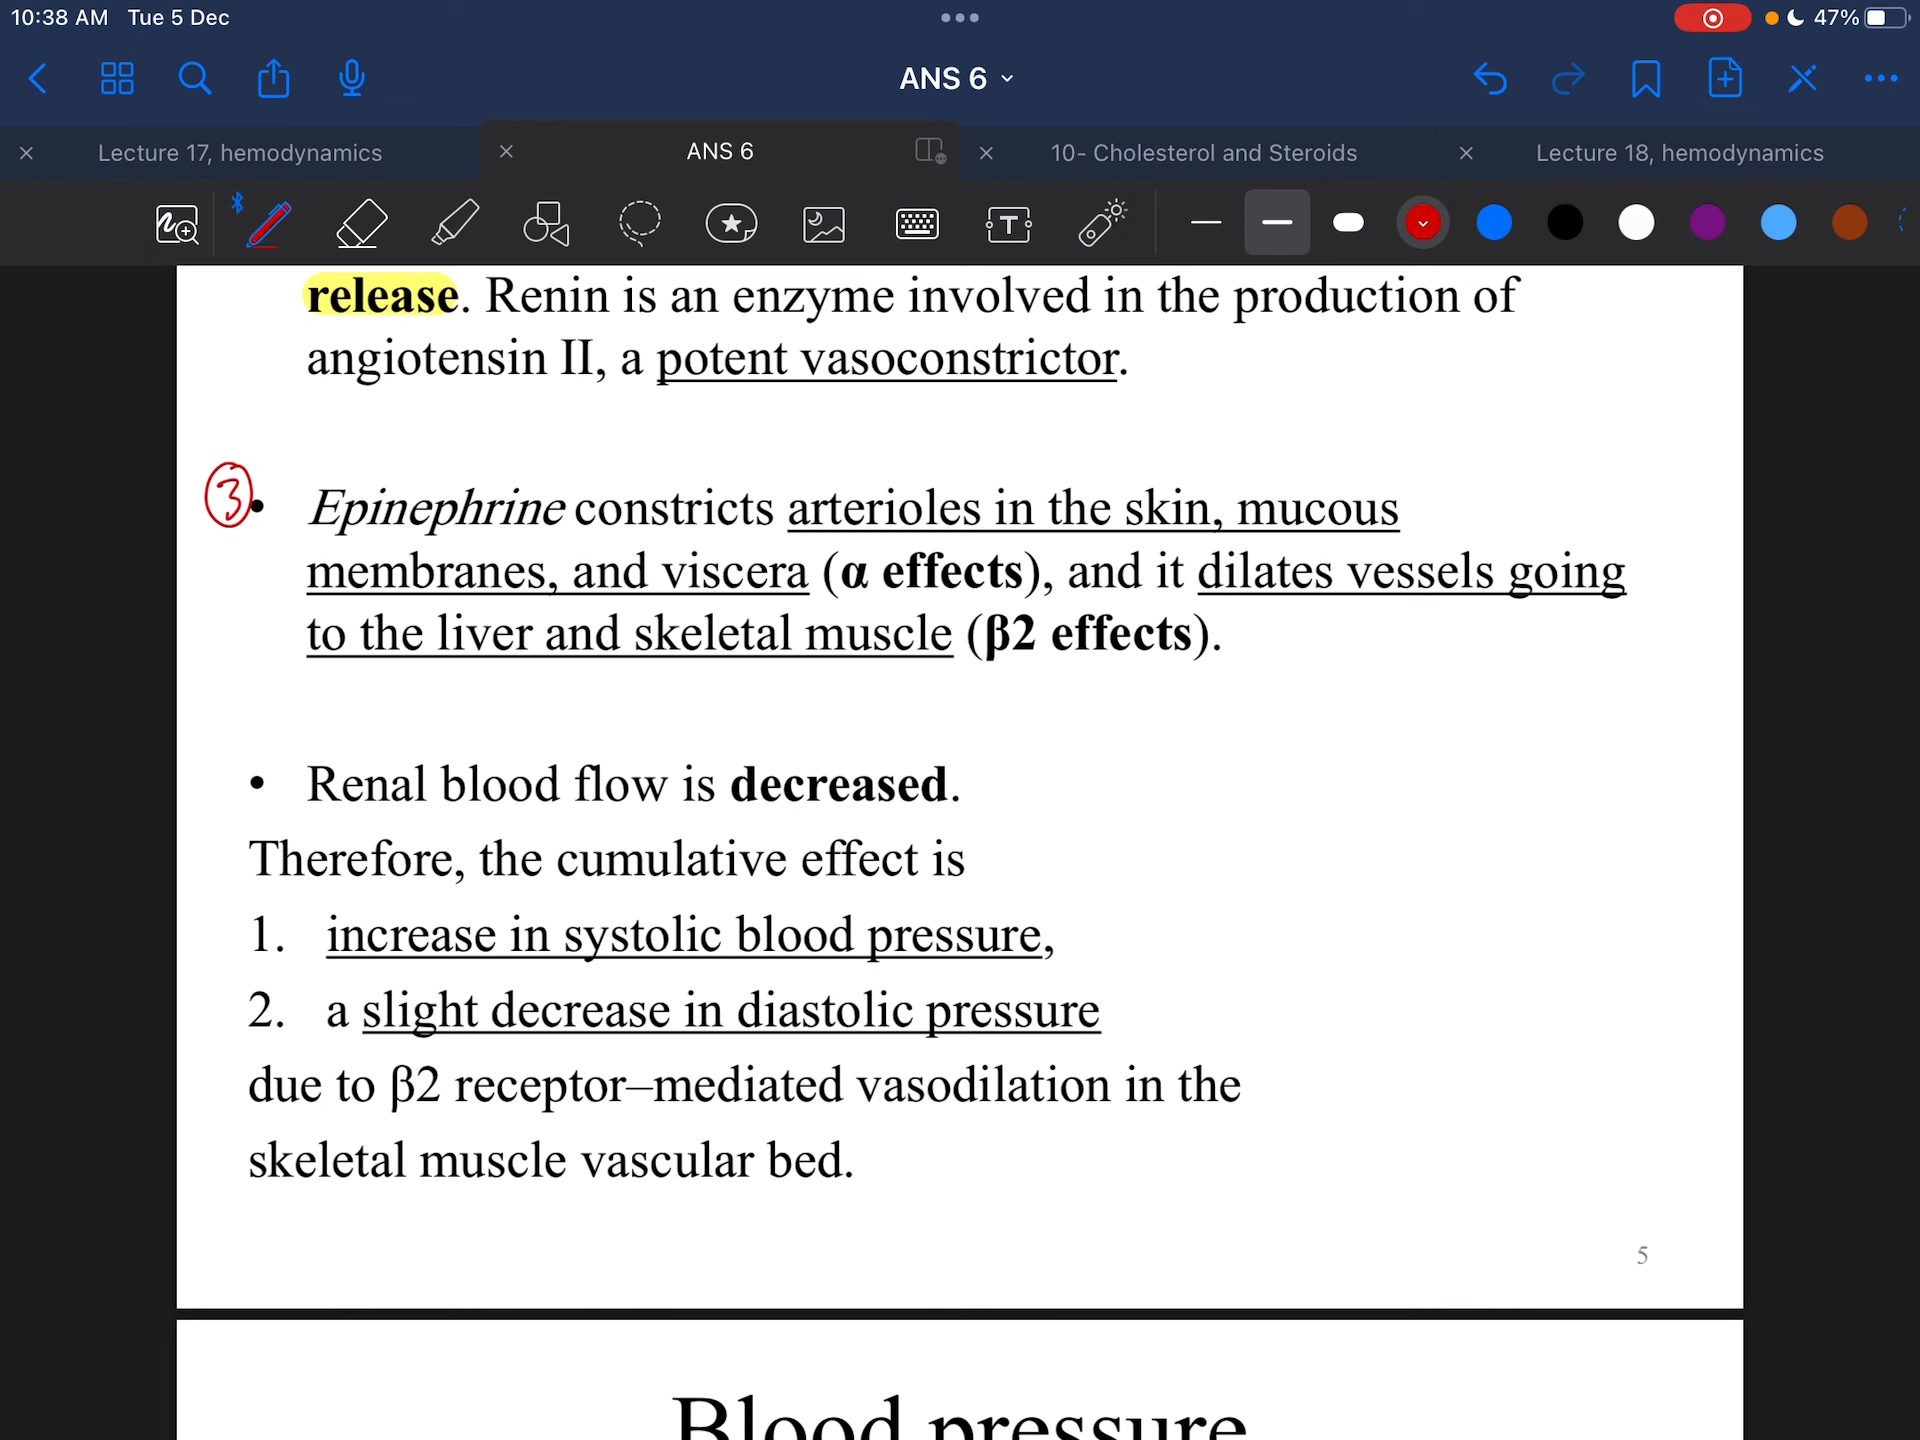 10:38 AM Tue 5 Dec
47%
ANS 6
Lecture 17, hemodynamics
ANS 6
10- Cholesterol and Steroids
Lecture 18, hemodynamics
release. Renin is an enzyme involved in the production of
angiotensin II, a potent vasoconstrictor.
3
• Epinephrine constricts arterioles in the skin, mucous
membranes, and viscera (α effects), and it dilates vessels going
to the liver and skeletal muscle (β2 effects).
• Renal blood flow is decreased.
Therefore, the cumulative effect is
1. increase in systolic blood pressure,
2. a slight decrease in diastolic pressure
due to β2 receptor–mediated vasodilation in the
skeletal muscle vascular bed.
5
Blood pressure